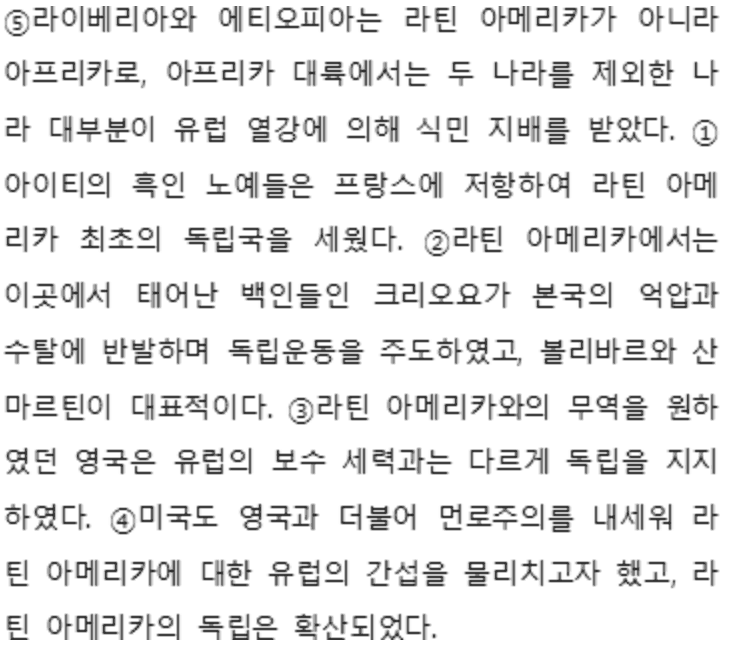 ⑤라이베리아와 에티오피아는 라틴 아메리카가 아니라
아프리카로, 아프리카 대륙에서는 두 나라를 제외한 나
라 대부분이 유럽 열강에 의해 식민 지배를 받았다. ①
아이티의 흑인 노예들은 프랑스에 저항하여 라틴 아메
리카 최초의 독립국을 세웠다. ②라틴 아메리카에서는
이곳에서 태어난 백인들인 크리오요가 본국의 억압과
수탈에 반발하며 독립운동을 주도하였고, 볼리바르와 산
마르틴이 대표적이다. ③라틴 아메리카와의 무역을 원하
였던 영국은 유럽의 보수 세력과는 다르게 독립을 지지
하였다. ④미국도 영국과 더불어 먼로주의를 내세워 라
틴 아메리카에 대한 유럽의 간섭을 물리치고자 했고, 라
틴 아메리카의 독립은 확산되었다.